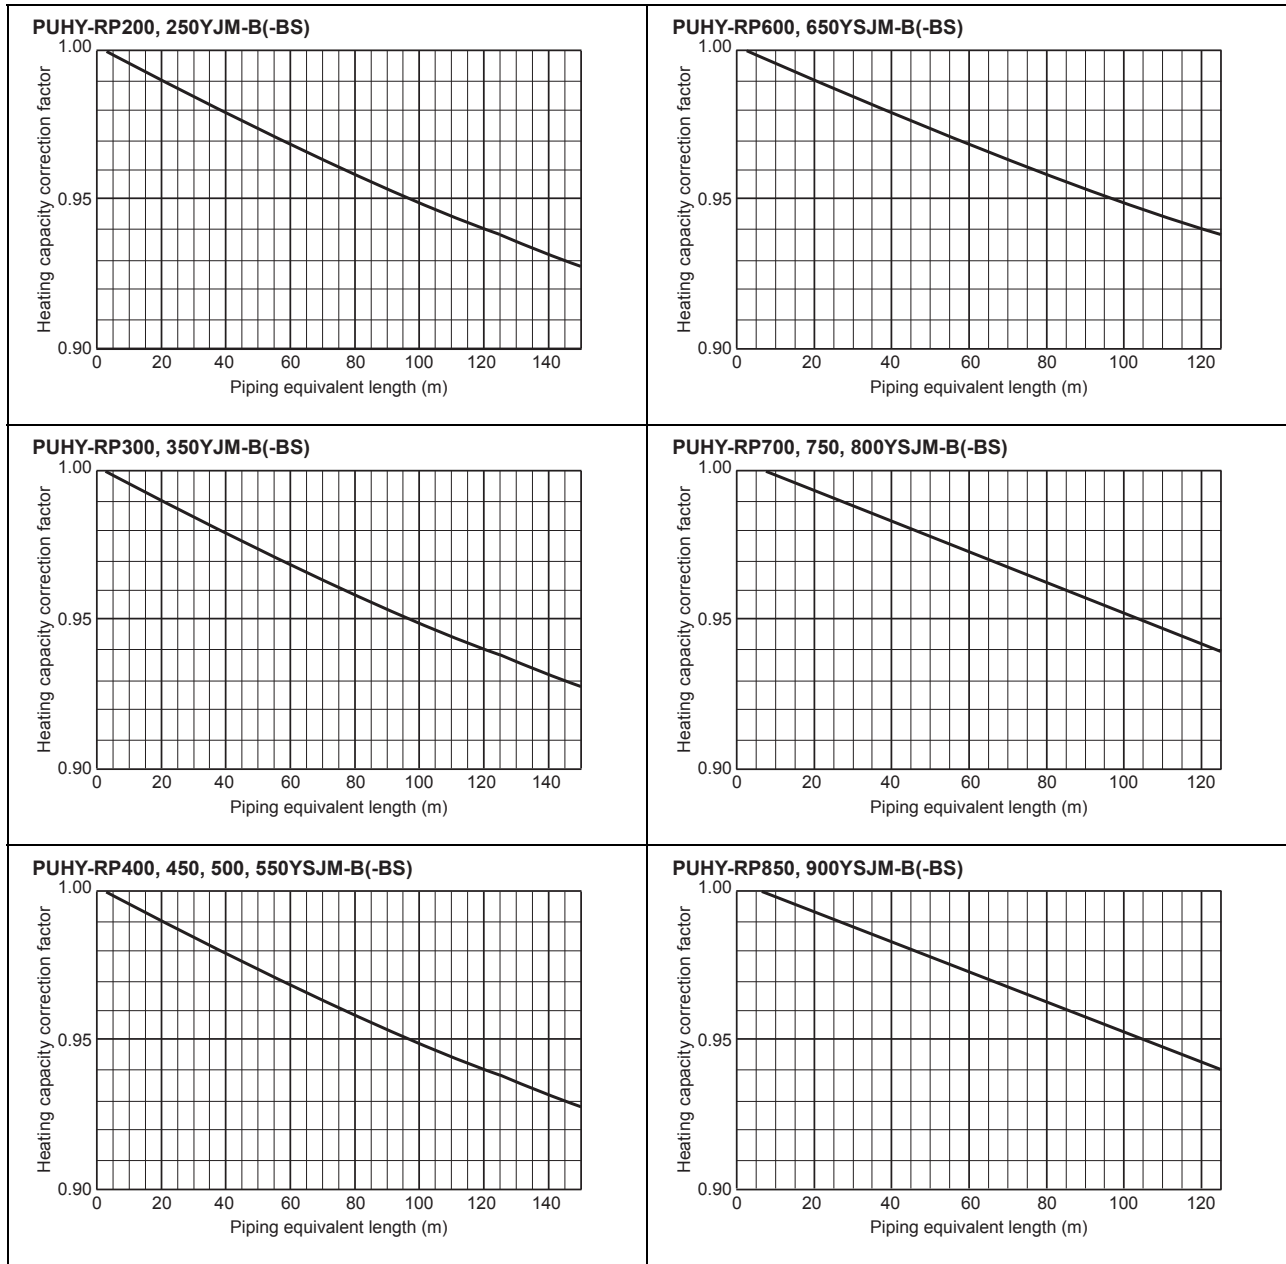 PUHY-RP200, 250YJM-B(-BS)
Heating capacity correction factor
1.00
0.95
0.90
0 20 40 60 80 100 120 140
Piping equivalent length (m)
PUHY-RP600, 650YSJM-B(-BS)
Heating capacity correction factor
1.00
0.95
0.90
0 20 40 60 80 100 120
Piping equivalent length (m)
PUHY-RP300, 350YJM-B(-BS)
Heating capacity correction factor
1.00
0.95
0.90
0 20 40 60 80 100 120 140
Piping equivalent length (m)
PUHY-RP700, 750, 800YSJM-B(-BS)
Heating capacity correction factor
1.00
0.95
0.90
0 20 40 60 80 100 120
Piping equivalent length (m)
PUHY-RP400, 450, 500, 550YSJM-B(-BS)
Heating capacity correction factor
1.00
0.95
0.90
0 20 40 60 80 100 120 140
Piping equivalent length (m)
PUHY-RP850, 900YSJM-B(-BS)
Heating capacity correction factor
1.00
0.95
0.90
0 20 40 60 80 100 120
Piping equivalent length (m)